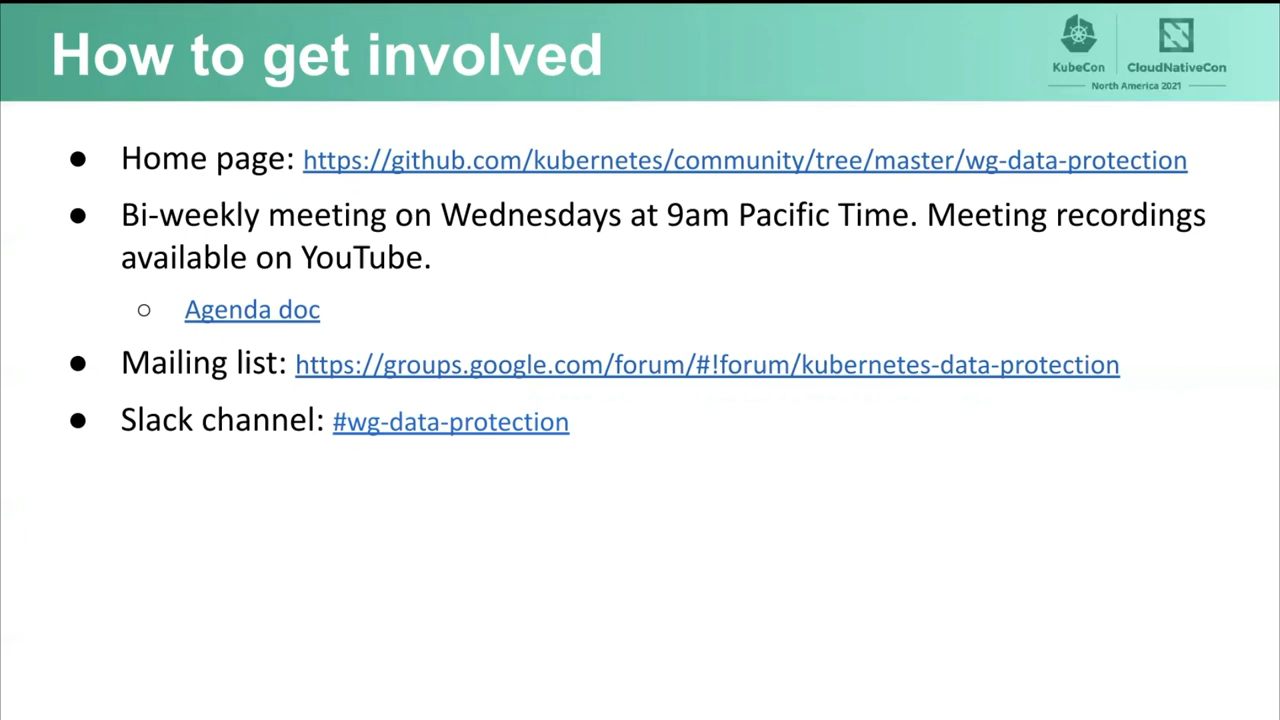 How to get involved
KubeCon
CloudNativeCon
North America 2021
● Home page: https://github.com/kubernetes/community/tree/master/wg-data-protection
● Bi-weekly meeting on Wednesdays at 9am Pacific Time. Meeting recordings
available on YouTube.
○ Agenda doc
● Mailing list: https://groups.google.com/forum/#!forum/kubernetes-data-protection
● Slack channel: #wg-data-protection